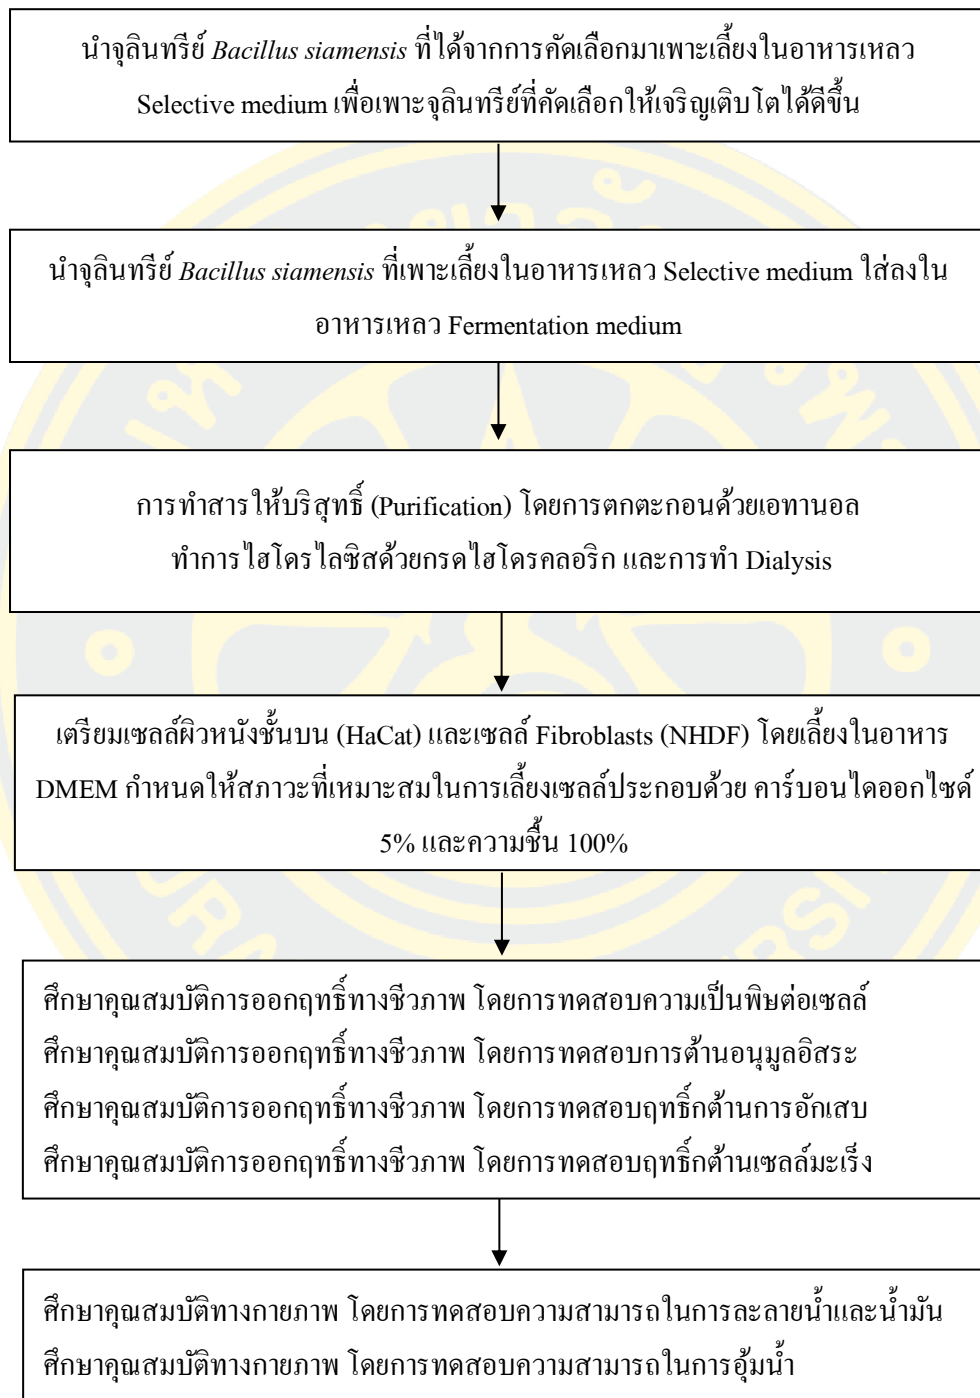 นำจุลินทรีย์ Bacillus siamensis ที่ได้จากการคัดเลือกมาเพาะเลี้ยงในอาหารเหลว
Selective medium เพื่อเพาะจุลินทรีย์ที่คัดเลือกให้เจริญเติบโตได้ดีขึ้น
นำจุลินทรีย์ Bacillus siamensis ที่เพาะเลี้ยงในอาหารเหลว Selective medium ใส่ลงใน
อาหารเหลว Fermentation medium
การทำสารให้บริสุทธิ์ (Purification) โดยการตกตะกอนด้วยเอทานอล
ทำการไฮโดรไลซิสด้วยกรดไฮโดรคลอริก และการทำ Dialysis
เตรียมเซลล์ผิวหนังชั้นบน (HaCat) และเซลล์ Fibroblasts (NHDF) โดยเลี้ยงในอาหาร
DMEM กำหนดให้สภาวะที่เหมาะสมในการเลี้ยงเซลล์ประกอบด้วย คาร์บอนไดออกไซด์
5% และความชื้น 100%
ศึกษาคุณสมบัติการออกฤทธิ์ทางชีวภาพ โดยการทดสอบความเป็นพิษต่อเซลล์
ศึกษาคุณสมบัติการออกฤทธิ์ทางชีวภาพ โดยการทดสอบการต้านอนุมูลอิสระ
ศึกษาคุณสมบัติการออกฤทธิ์ทางชีวภาพ โดยการทดสอบฤทธิ์กต้านการอักเสบ
ศึกษาคุณสมบัติการออกฤทธิ์ทางชีวภาพ โดยการทดสอบฤทธิ์กต้านเซลล์มะเร็ง
ศึกษาคุณสมบัติทางกายภาพ โดยการทดสอบความสามารถในการละลายน้ำและน้ำมัน
ศึกษาคุณสมบัติทางกายภาพ โดยการทดสอบความสามารถในการอุ้มน้ำ